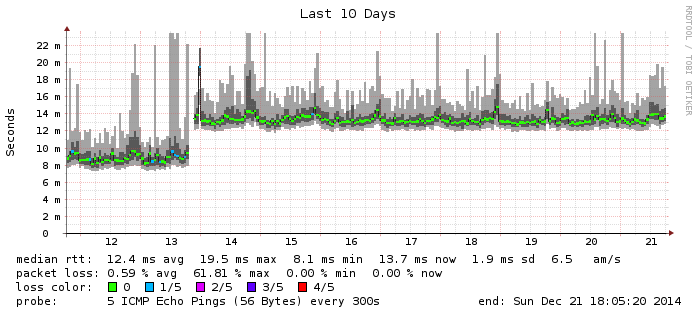 Last 10 Days
RRDTOOL / TOBI OETIKER
Seconds
22 m
20 m
18 m
16 m
14 m
12 m
10 m
8 m
6 m
4 m
2 m
0
12 13 14 15 16 17 18 19 20 21
median rtt: 12.4 ms avg 19.5 ms max 8.1 ms min 13.7 ms now 1.9 ms sd 6.5 am/s
packet loss: 0.59 % avg 61.81 % max 0.00 % min 0.00 % now
loss color: 0 1/5 2/5 3/5 4/5
probe: 5 ICMP Echo Pings (56 Bytes) every 300s end: Sun Dec 21 18:05:20 2014